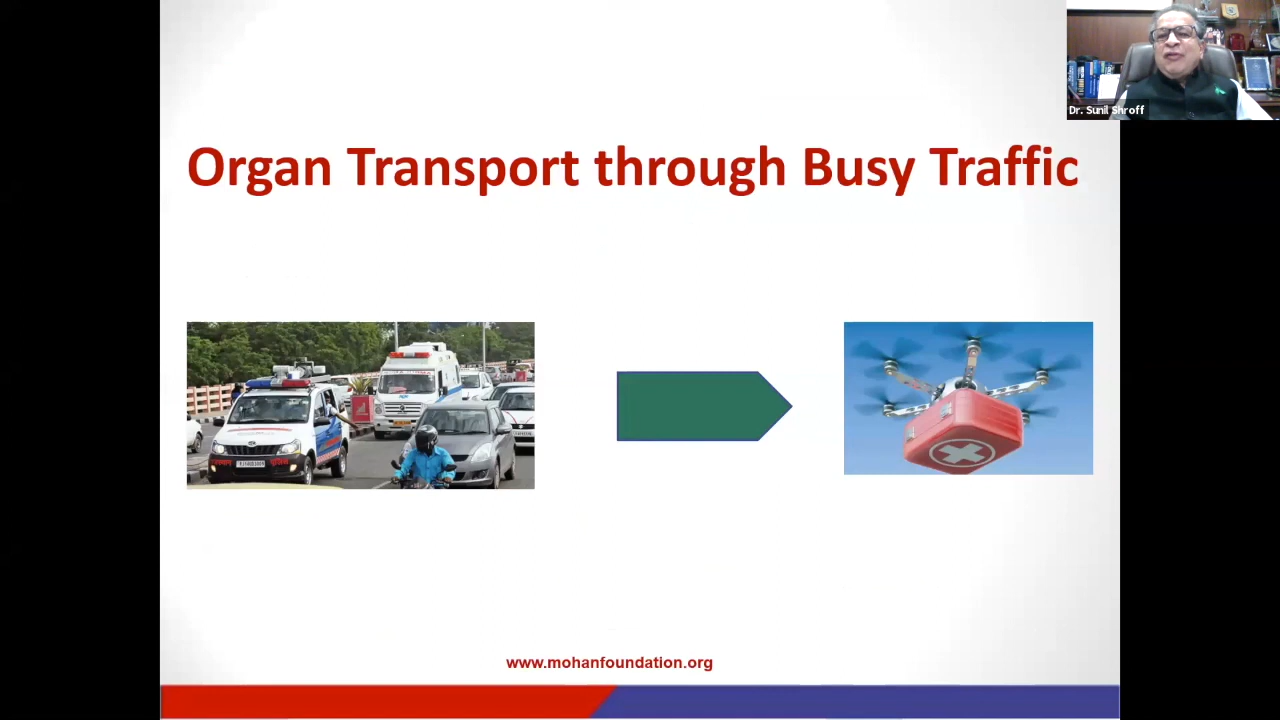 Dr. Sunil Shroff
Organ Transport through Busy Traffic
www.mohanfoundation.org